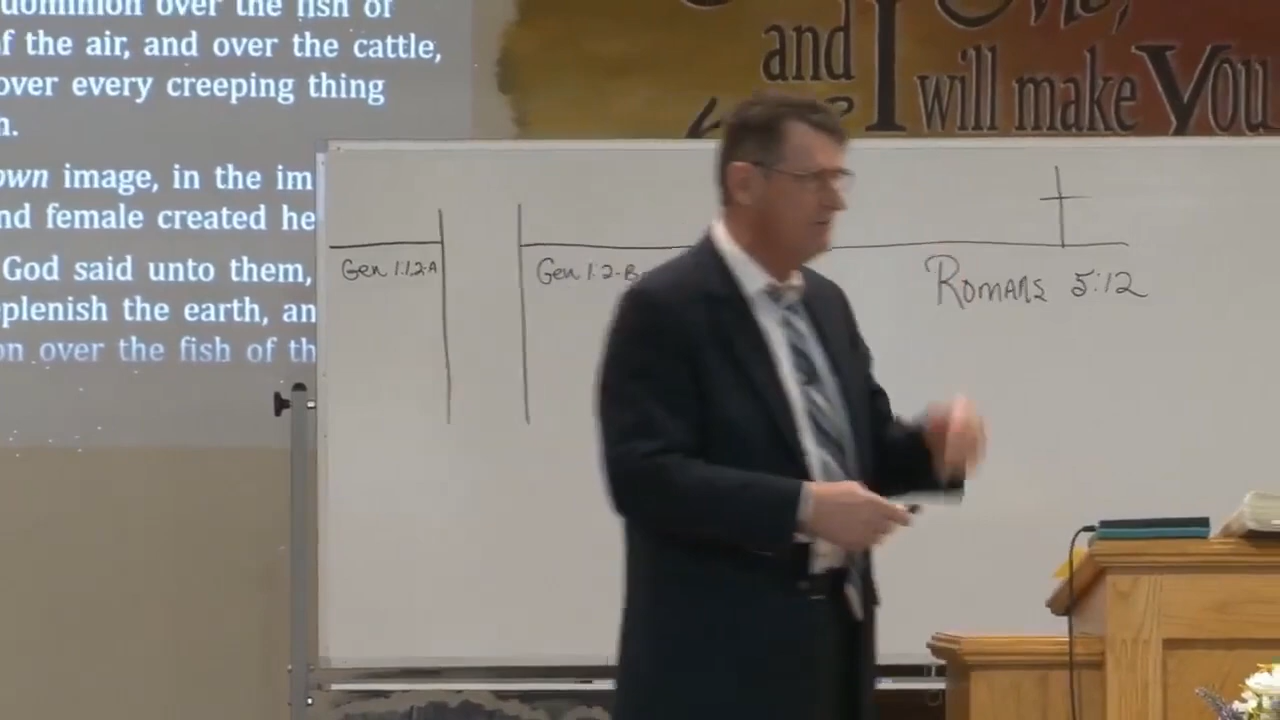 dominion over the fish of
f the air, and over the cattle,
over every creeping thing
h.
own image, in the im
nd female created he
God said unto them,
plenish the earth, an
on over the fish of th
and I
will make You
Gen 1:1,2-A
Gen 1:2-B
Romans 5:12